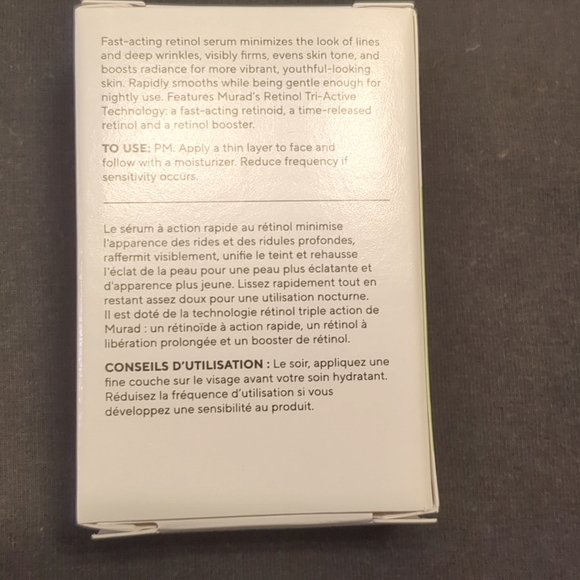 Fast-acting retinol serum minimizes the look of lines
and deep wrinkles, visibly firms, evens skin tone, and
boosts radiance for more vibrant, youthful-looking
skin. Rapidly smooths while being gentle enough for
nightly use. Features Murad's Retinol Tri-Active
Technology: a fast-acting retinoid, a time-released
retinol and a retinol booster.
TO USE: PM. Apply a thin layer to face and
follow with a moisturizer. Reduce frequency if
sensitivity occurs.
Le sérum à action rapide au rétinol minimise
l'apparence des rides et des ridules profondes,
raffermit visiblement, unifie le teint et rehausse
l'éclat de la peau pour une peau plus éclatante et
d'apparence plus jeune. Lissez rapidement tout en
restant assez doux pour une utilisation nocturne.
Il est doté de la technologie rétinol triple action de
Murad : un rétinoïde à action rapide, un rétinol à
libération prolongée et un booster de rétinol.
CONSEILS D'UTILISATION : Le soir, appliquez une
fine couche sur le visage avant votre soin hydratant.
Réduisez la fréquence d'utilisation si vous
développez une sensibilité au produit.